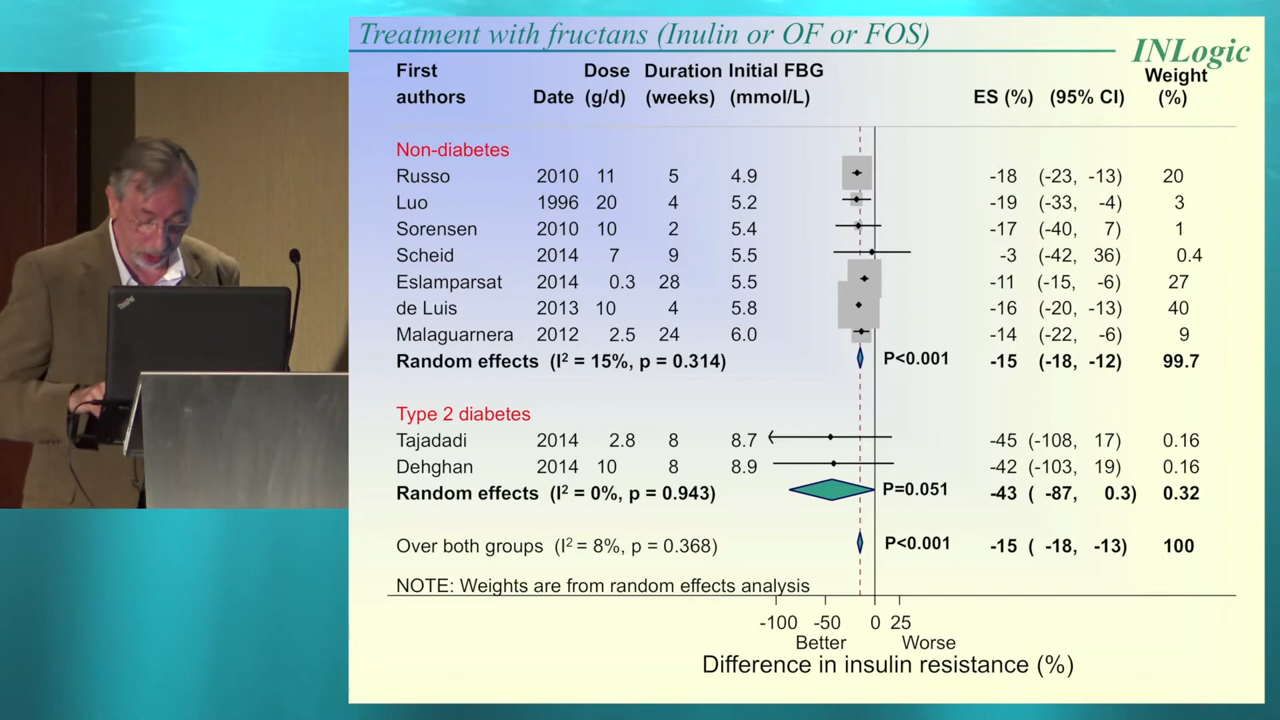 Treatment with fructans (Inulin or OF or FOS)
INLogic
First authors Date Dose (g/d) Duration (weeks) Initial FBG (mmol/L) ES (%) (95% CI) Weight (%)
Non-diabetes
Russo 2010 11 5 4.9 -18 (-23, -13) 20
Luo 1996 20 4 5.2 -19 (-33, -4) 3
Sorensen 2010 10 2 5.4 -17 (-40, 7) 1
Scheid 2014 7 9 5.5 -3 (-42, 36) 0.4
Eslamparsat 2014 0.3 28 5.5 -11 (-15, -6) 27
de Luis 2013 10 4 5.8 -16 (-20, -13) 40
Malaguarnera 2012 2.5 24 6.0 -14 (-22, -6) 9
Random effects (I² = 15%, p = 0.314) P<0.001 -15 (-18, -12) 99.7
Type 2 diabetes
Tajadadi 2014 2.8 8 8.7 -45 (-108, 17) 0.16
Dehghan 2014 10 8 8.9 -42 (-103, 19) 0.16
Random effects (I² = 0%, p = 0.943) P=0.051 -43 ( -87, 0.3) 0.32
Over both groups (I² = 8%, p = 0.368) P<0.001 -15 ( -18, -13) 100
NOTE: Weights are from random effects analysis
-100 -50 0 25
Better Worse
Difference in insulin resistance (%)
ThinkPad